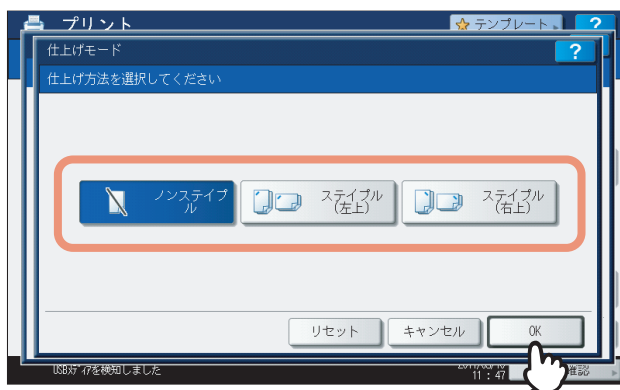 プリント
テンプレート
?
仕上げモード
?
仕上げ方法を選択してください
ノンステイプ
ル
ステイプル
(左上)
ステイプル
(右上)
リセット
キャンセル
OK
USBメディアを検知しました
11:47
確認